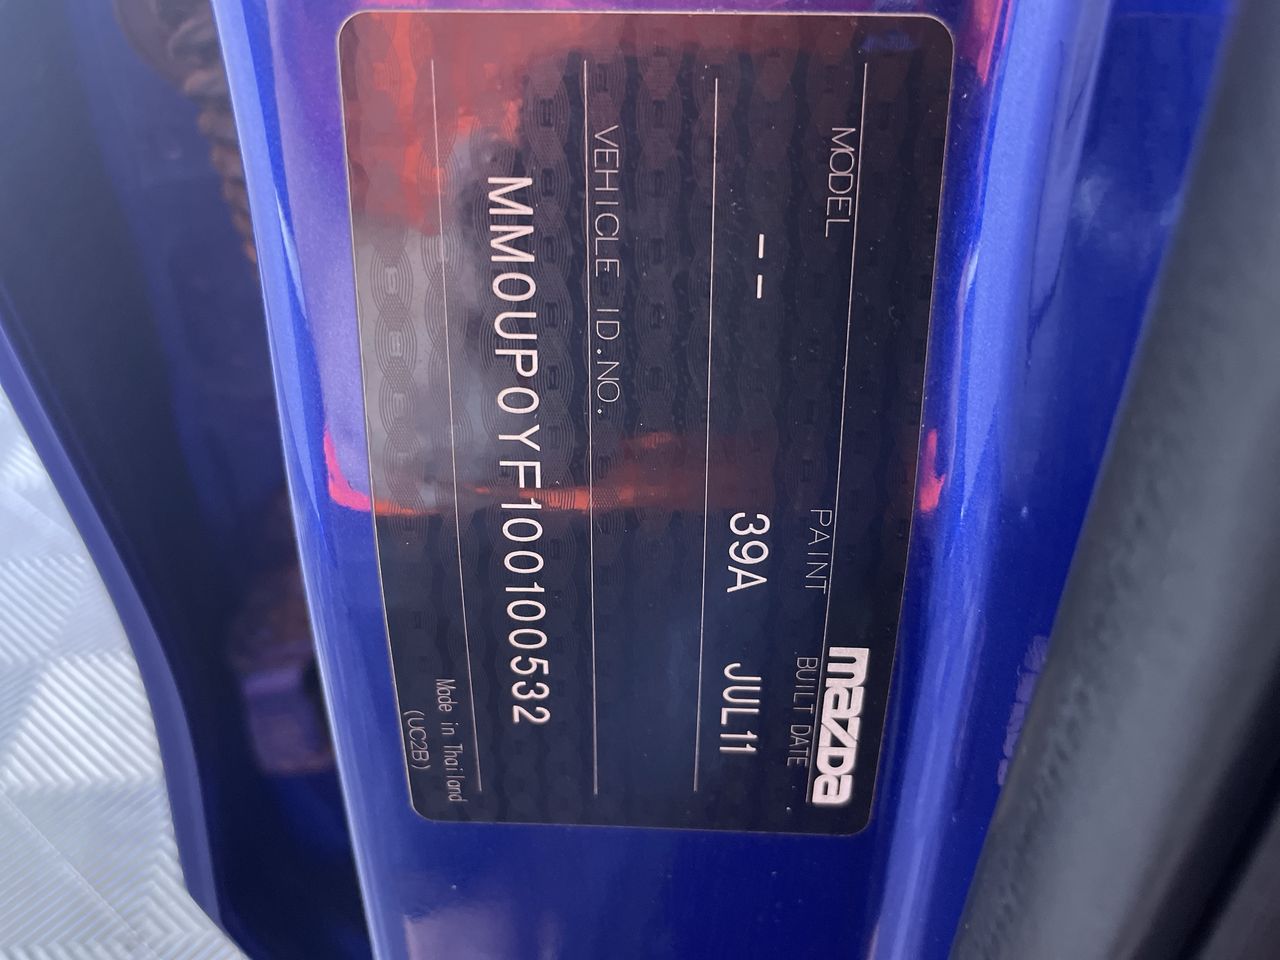 mazda
MODEL PAINT BUILT DATE
-- 39A JUL11
VEHICLE ID.NO.
MM0UP0YF100100532
Made in Thailand
(UC2B)